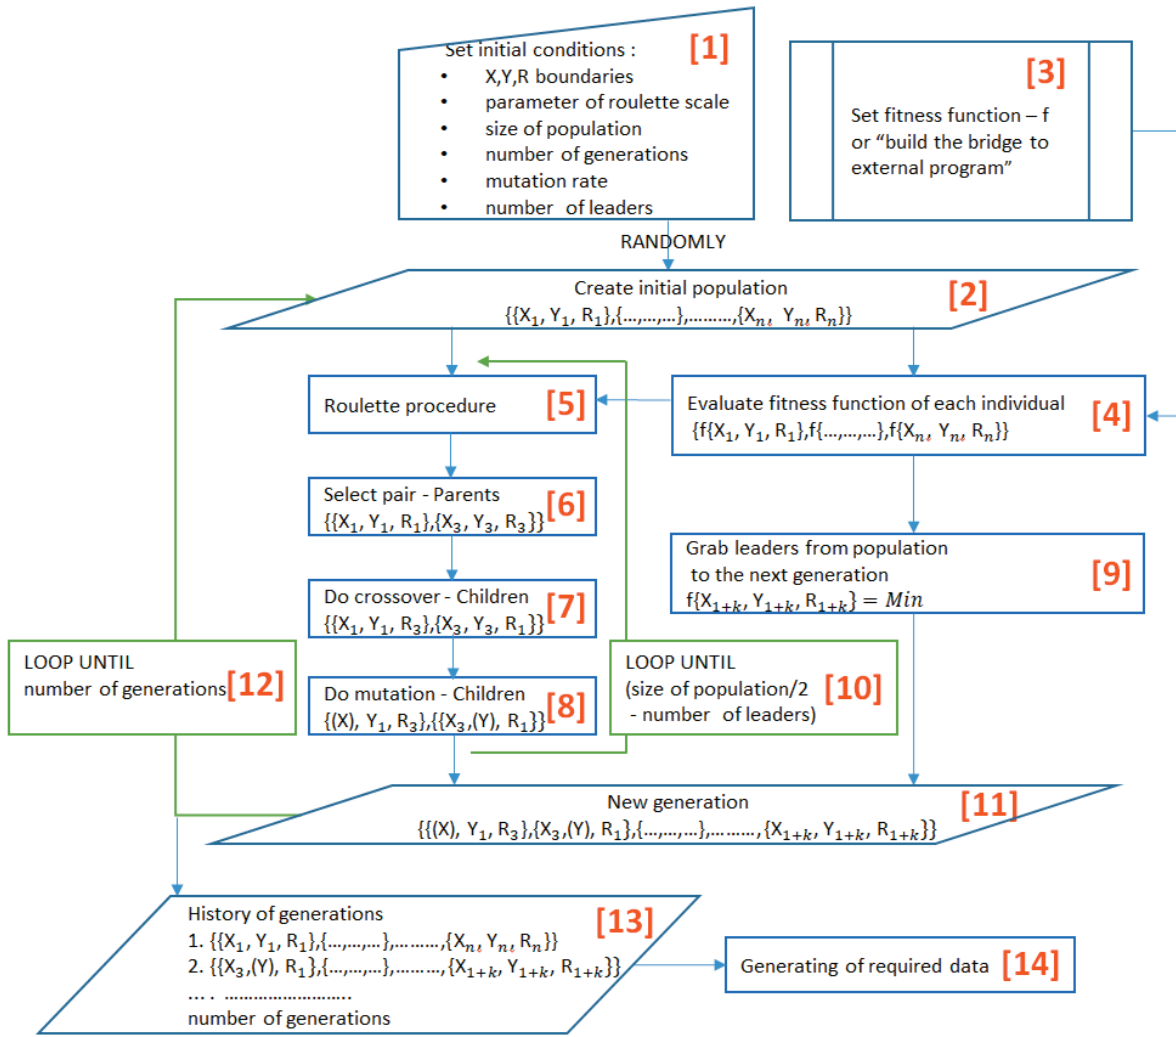 Set initial conditions :
[1]
• X,Y,R boundaries
• parameter of roulette scale
• size of population
• number of generations
• mutation rate
• number of leaders
[3]
Set fitness function – f
or “build the bridge to
external program”
RANDOMLY
Create initial population
[2]
{{X₁, Y₁, R₁},{…,…,…},………,{Xₙ, Yₙ, Rₙ}}
Roulette procedure
[5]
Evaluate fitness function of each individual
[4]
{f{X₁, Y₁, R₁},f{…,…,…},f{Xₙ, Yₙ, Rₙ}}
Select pair - Parents
[6]
{{X₁, Y₁, R₁},{X₃, Y₃, R₃}}
Grab leaders from population
to the next generation
[9]
f{X₁₊ₖ, Y₁₊ₖ, R₁₊ₖ} = Min
Do crossover - Children
[7]
{{X₁, Y₁, R₃},{X₃, Y₃, R₁}}
LOOP UNTIL
number of generations
[12]
Do mutation - Children
[8]
{(X), Y₁, R₃},{{X₃,(Y), R₁}}
LOOP UNTIL
(size of population/2
- number of leaders)
[10]
New generation
[11]
{{(X), Y₁, R₃},{X₃,(Y), R₁},{…,…,…},………,{X₁₊ₖ, Y₁₊ₖ, R₁₊ₖ}}
History of generations
[13]
1. {{X₁, Y₁, R₁},{…,…,…},………,{Xₙ, Yₙ, Rₙ}}
2. {{X₃,(Y), R₁},{…,…,…},………,{X₁₊ₖ, Y₁₊ₖ, R₁₊ₖ}}
... . ……………………..
number of generations
Generating of required data
[14]